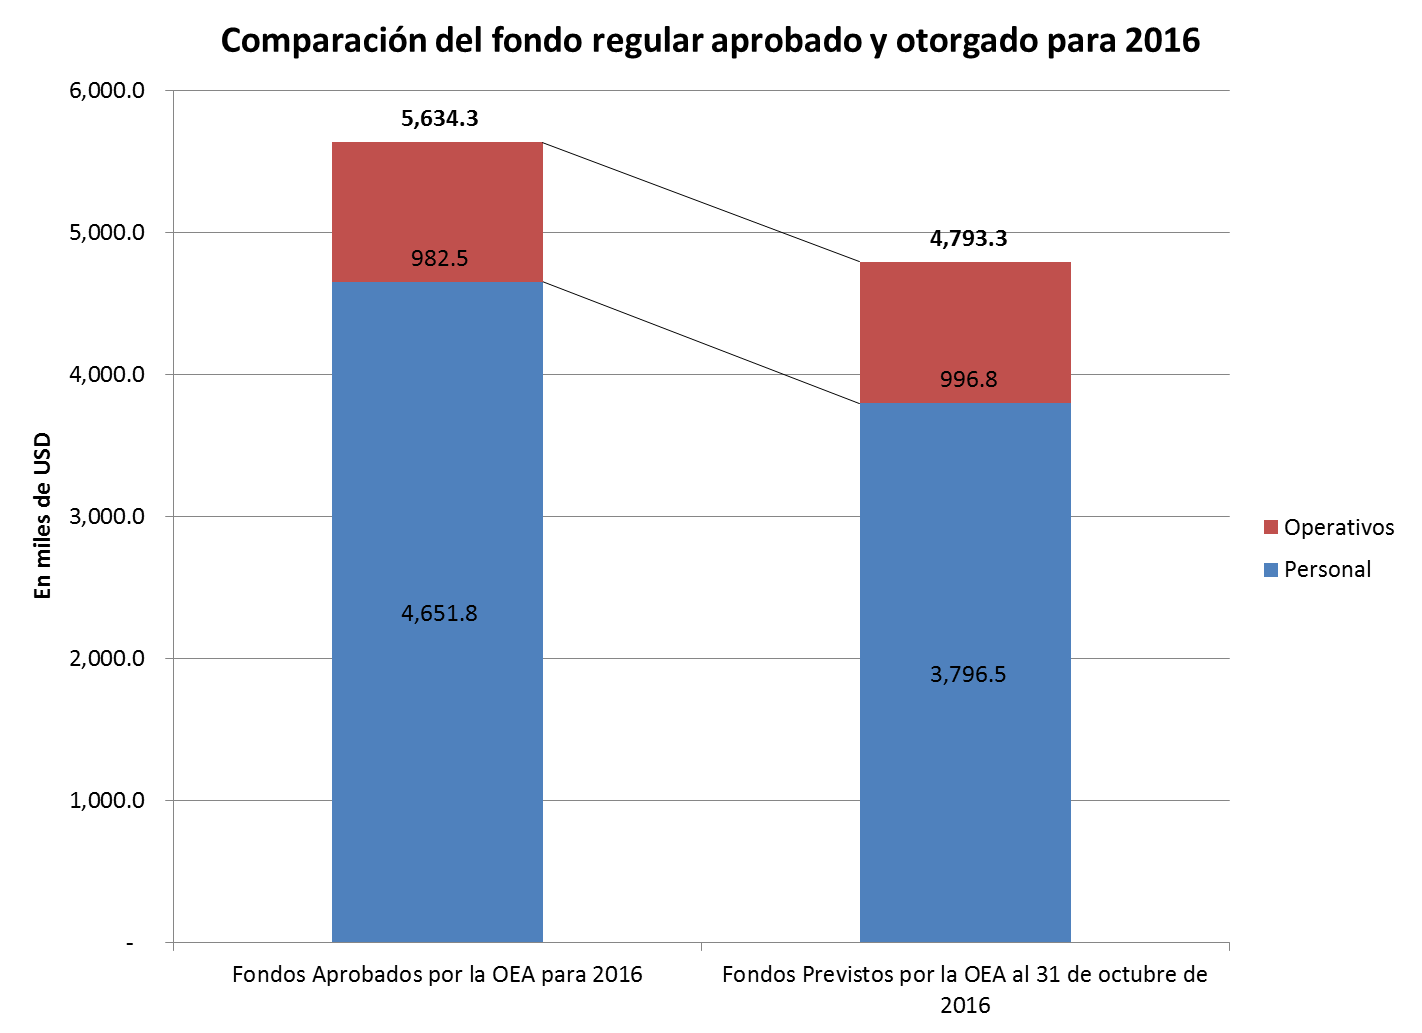 Comparación del fondo regular aprobado y otorgado para 2016
6,000.0
5,000.0
4,000.0
3,000.0
2,000.0
1,000.0
-
En miles de USD
5,634.3
982.5
4,651.8
4,793.3
996.8
3,796.5
Operativos
Personal
Fondos Aprobados por la OEA para 2016
Fondos Previstos por la OEA al 31 de octubre de
2016